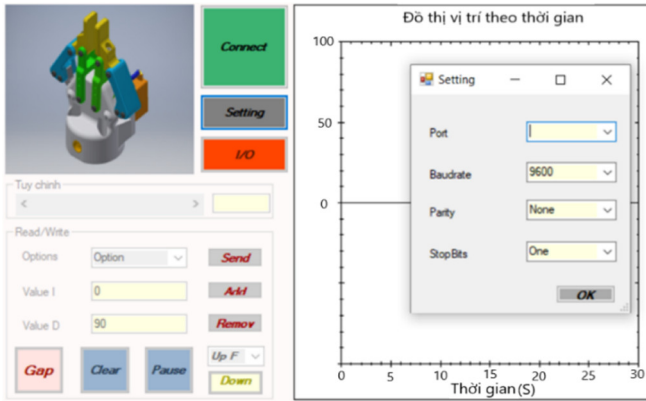 Connect
Setting
I/O
Tuy chinh
Read/Write
Options
Option
Send
Value I
0
Add
Value D
90
Remov
Gap
Clear
Pause
Up F
Down
Đồ thị vị trí theo thời gian
100
50
0
0 5 10 15 20 25 30
Thời gian(S)
Setting
Port
Baudrate
9600
Parity
None
StopBits
One
OK